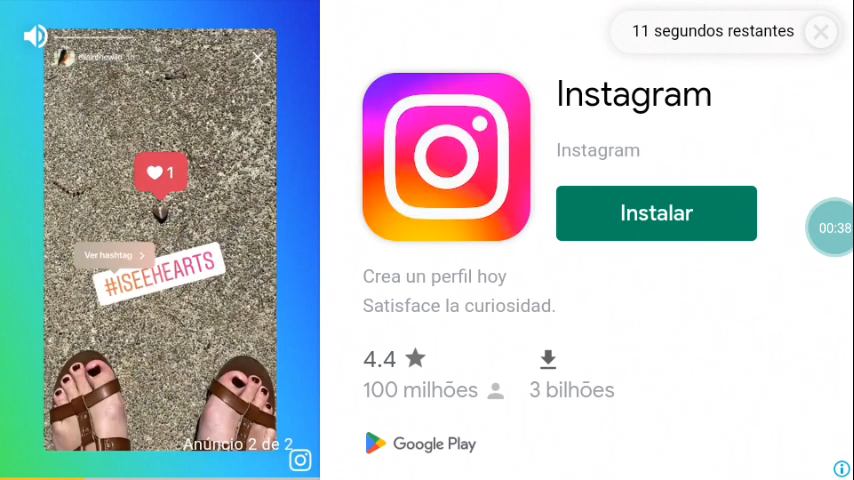 11 segundos restantes
Instagram
Instagram
Instalar
00:38
1
Ver hashtag
#ISEEHEARTS
Crea un perfil hoy
Satisface la curiosidad.
4.4
100 milhões 3 bilhões
Anúncio 2 de 2
Google Play